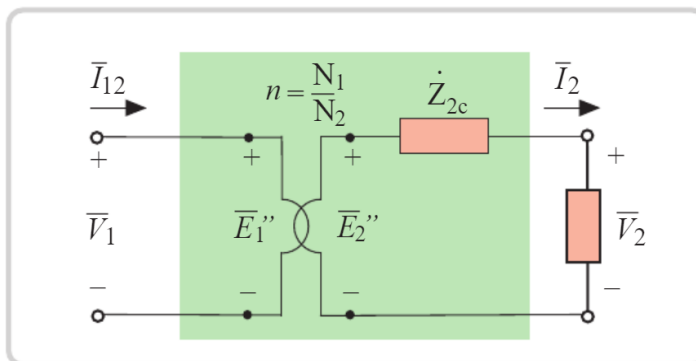 I̅₁₂
n = N₁/N₂
Ż₂c
I̅₂
+ + + +
V̅₁ E̅₁” E̅₂” V̅₂
− − − −